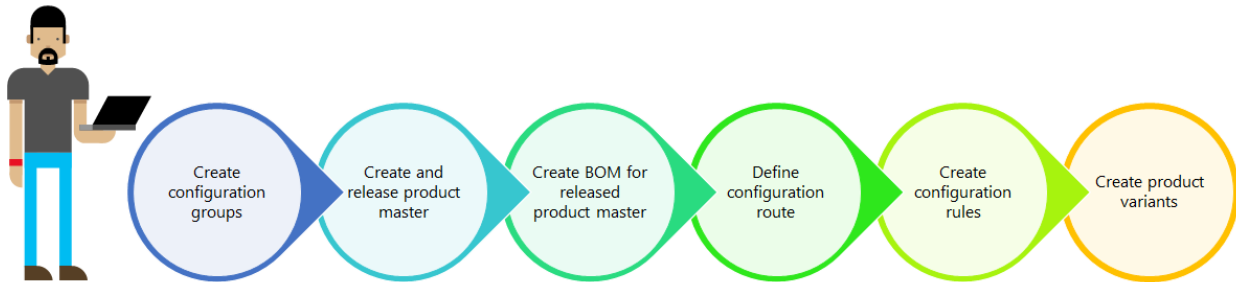 Create
configuration
groups
Create and
release product
master
Create BOM for
released
product master
Define
configuration
route
Create
configuration
rules
Create product
variants